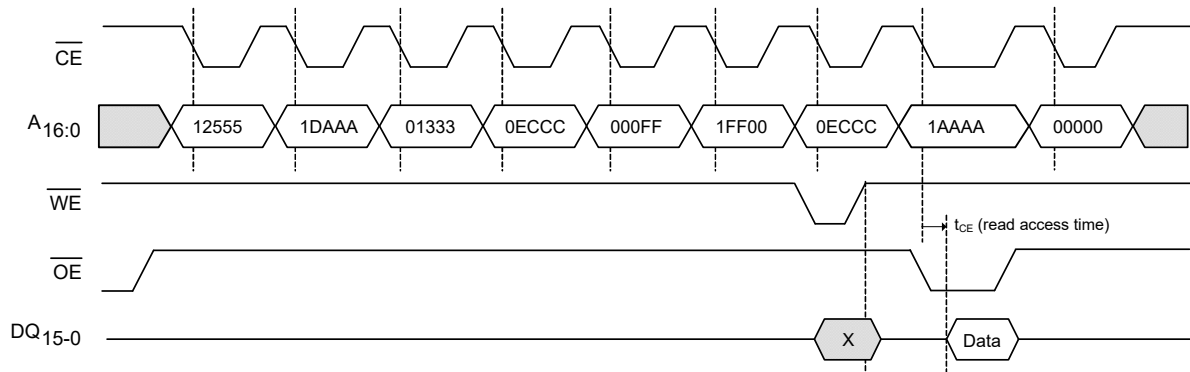 CE
A16:0 12555 1DAAA 01333 0ECCC 000FF 1FF00 0ECCC 1AAAA 00000
WE
tCE (read access time)
OE
DQ15-0 X Data